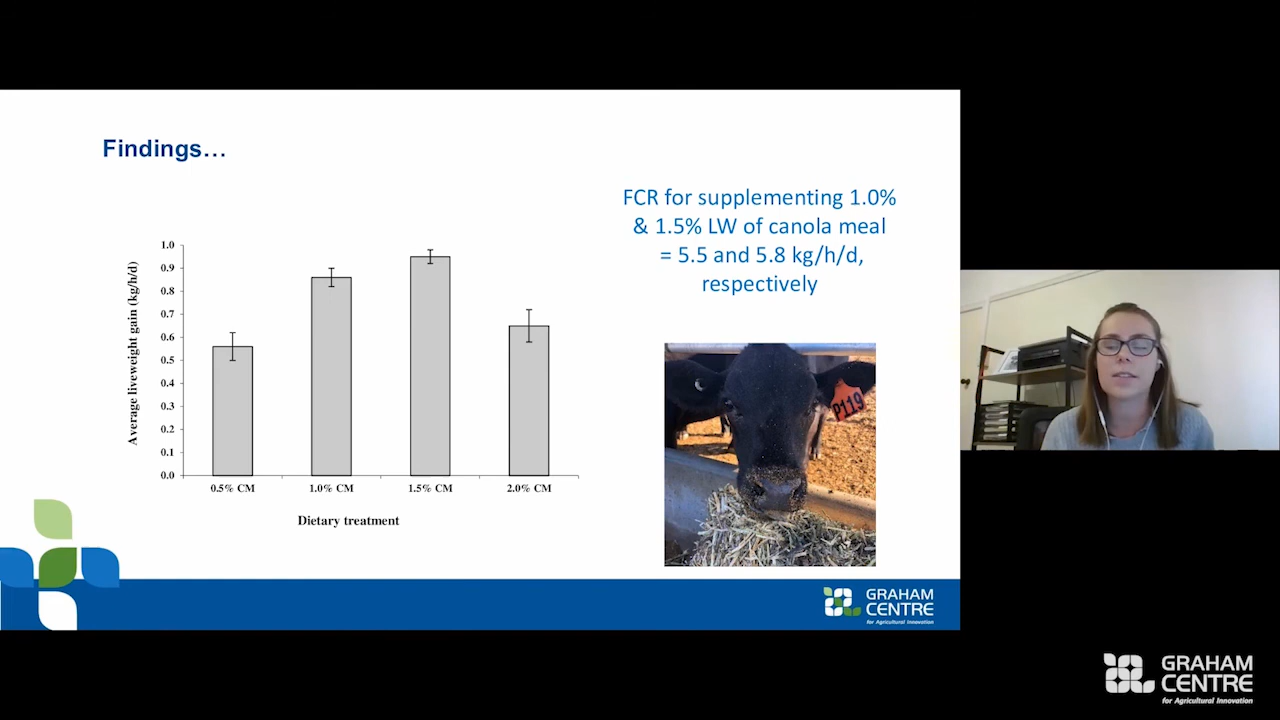 Findings…
FCR for supplementing 1.0%
& 1.5% LW of canola meal
= 5.5 and 5.8 kg/h/d,
respectively
Average liveweight gain (kg/h/d)
1.0
0.9
0.8
0.7
0.6
0.5
0.4
0.3
0.2
0.1
0.0
0.5% CM
1.0% CM
1.5% CM
2.0% CM
Dietary treatment
P119
GRAHAM
CENTRE
for Agricultural Innovation
GRAHAM
CENTRE
for Agricultural Innovation